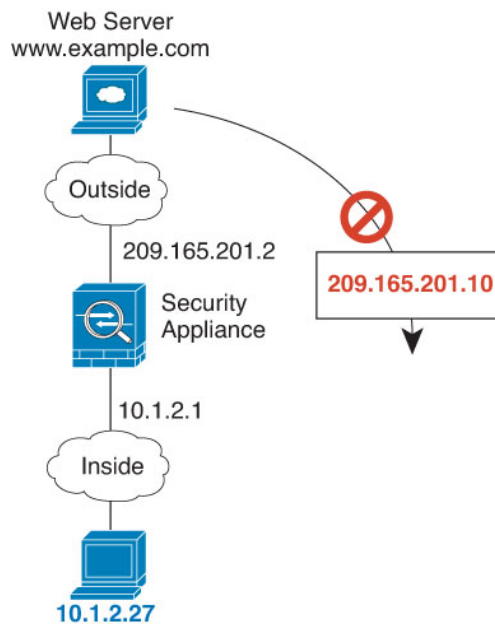 Web Server
www.example.com
Outside
209.165.201.2
209.165.201.10
Security
Appliance
10.1.2.1
Inside
10.1.2.27